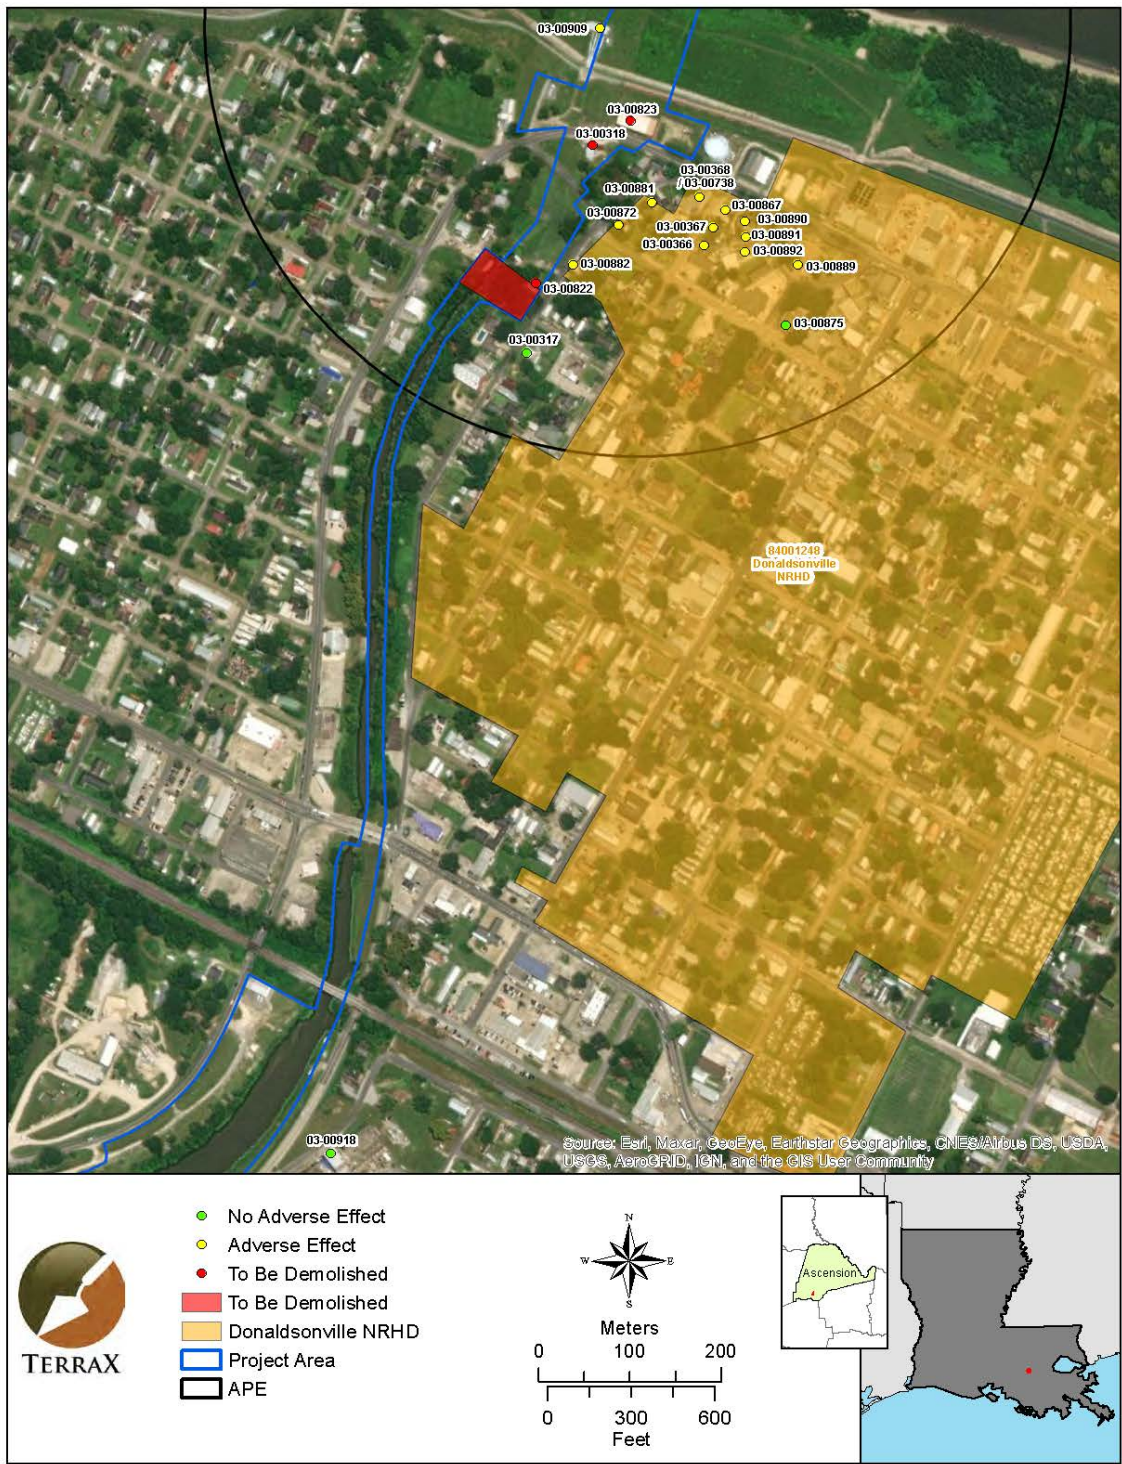 03-00909
03-00823
03-00318
03-00368
03-00738
03-00881
03-00867
03-00872
03-00890
03-00367
03-00891
03-00366
03-00892
03-00882
03-00889
03-00822
03-00875
03-00317
84001248
Donaldsonville
NRHD
03-00918
Source: Esri, Maxar, GeoEye, Earthstar Geographics, CNES/Airbus DS, USDA,
USGS, AeroGRID, IGN, and the GIS User Community
TERRAX
No Adverse Effect
Adverse Effect
To Be Demolished
To Be Demolished
Donaldsonville NRHD
Project Area
APE
N
W E
S
Meters
0 100 200
0 300 600
Feet
Ascension